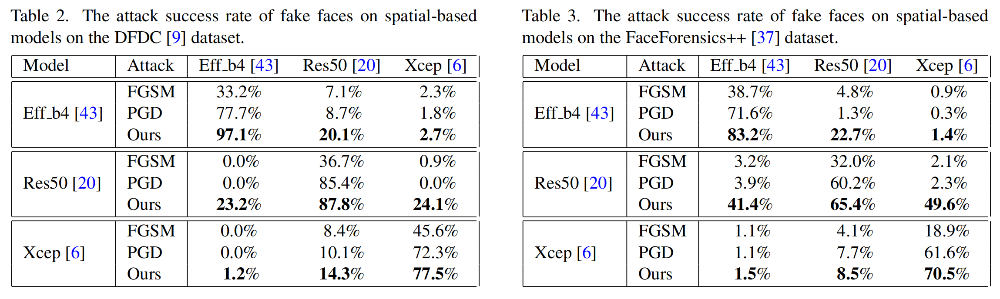 Table 2. The attack success rate of fake faces on spatial-based
models on the DFDC [9] dataset.
Model Attack Eff_b4 [43] Res50 [20] Xcep [6]
FGSM 33.2% 7.1% 2.3%
Eff_b4 [43] PGD 77.7% 8.7% 1.8%
Ours 97.1% 20.1% 2.7%
FGSM 0.0% 36.7% 0.9%
Res50 [20] PGD 0.0% 85.4% 0.0%
Ours 23.2% 87.8% 24.1%
FGSM 0.0% 8.4% 45.6%
Xcep [6] PGD 0.0% 10.1% 72.3%
Ours 1.2% 14.3% 77.5%
Table 3. The attack success rate of fake faces on spatial-based
models on the FaceForensics++ [37] dataset.
Model Attack Eff_b4 [43] Res50 [20] Xcep [6]
FGSM 38.7% 4.8% 0.9%
Eff_b4 [43] PGD 71.6% 1.3% 0.3%
Ours 83.2% 22.7% 1.4%
FGSM 3.2% 32.0% 2.1%
Res50 [20] PGD 3.9% 60.2% 2.3%
Ours 41.4% 65.4% 49.6%
FGSM 1.1% 4.1% 18.9%
Xcep [6] PGD 1.1% 7.7% 61.6%
Ours 1.5% 8.5% 70.5%